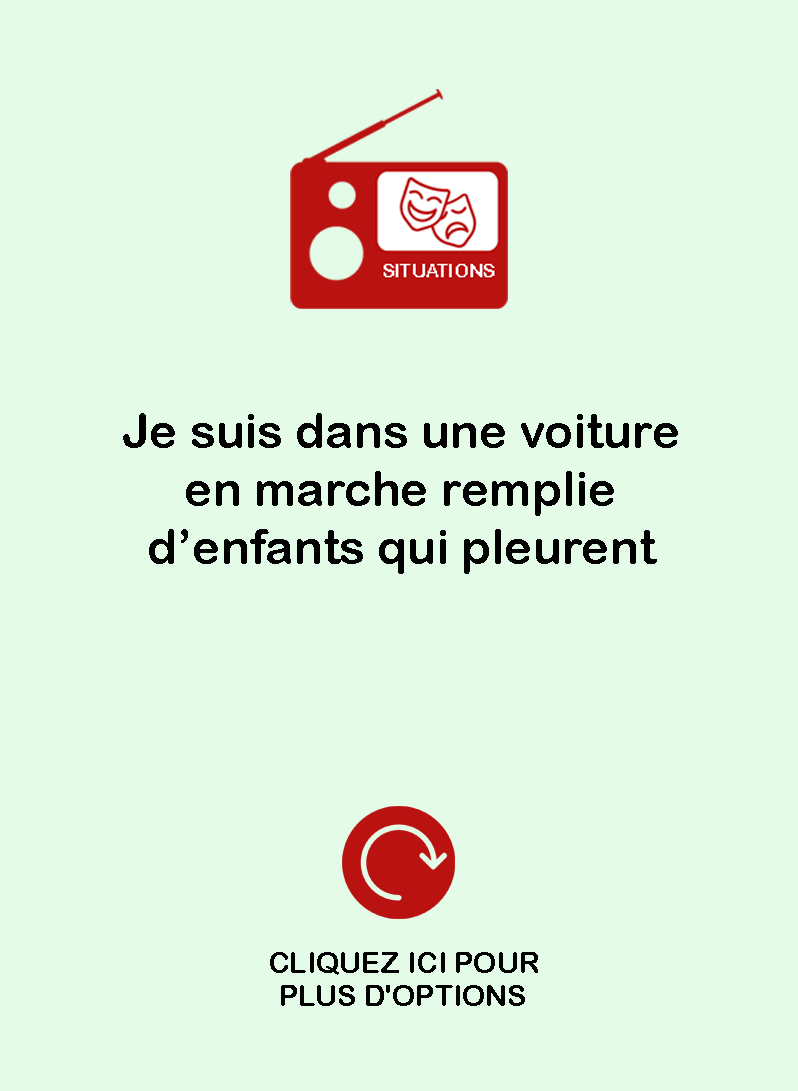 SITUATIONS
Je suis dans une voiture
en marche remplie
d’enfants qui pleurent
CLIQUEZ ICI POUR
PLUS D'OPTIONS